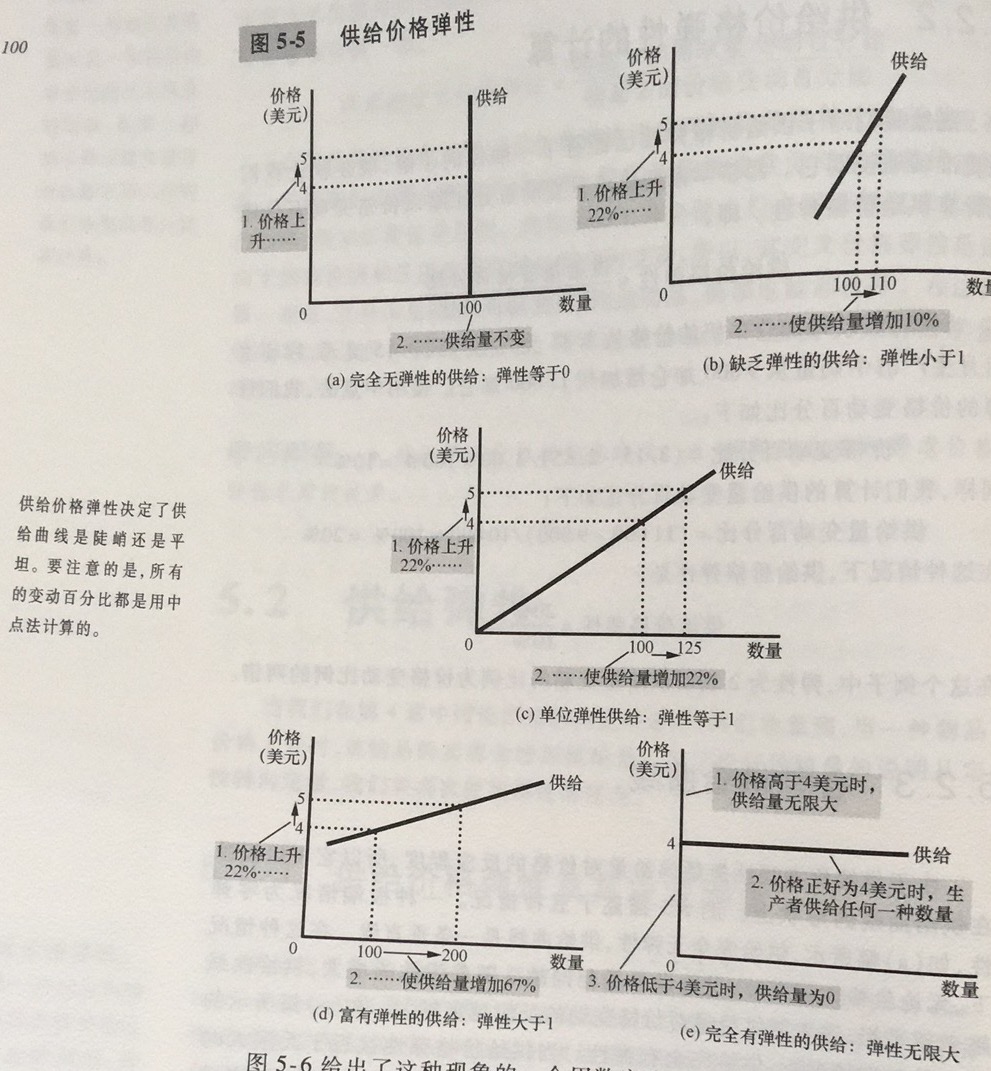 100
图 5-5 供给价格弹性
价格
(美元)
供给
5
4
1. 价格上
升……
0
100
数量
2. ……供给量不变
(a) 完全无弹性的供给：弹性等于0
价格
(美元)
供给
5
4
1. 价格上升
22%……
0
100 110
2. ……使供给量增加10%
(b) 缺乏弹性的供给：弹性小于1
供给价格弹性决定了供
给曲线是陡峭还是平
坦。要注意的是，所有
的变动百分比都是用中
点法计算的。
价格
(美元)
供给
5
4
1. 价格上升
22%……
0
100 125
数量
2. ……使供给量增加22%
(c) 单位弹性供给：弹性等于1
价格
(美元)
供给
5
4
1. 价格上升
22%……
0
100 200
数量
2. ……使供给量增加67%
(d) 富有弹性的供给：弹性大于1
价格
(美元)
1. 价格高于4美元时，
供给量无限大
4
供给
2. 价格正好为4美元时，生
产者供给任何一种数量
0
数量
3. 价格低于4美元时，供给量为0
(e) 完全有弹性的供给：弹性无限大
图 5-6 给出了这种现象的一个